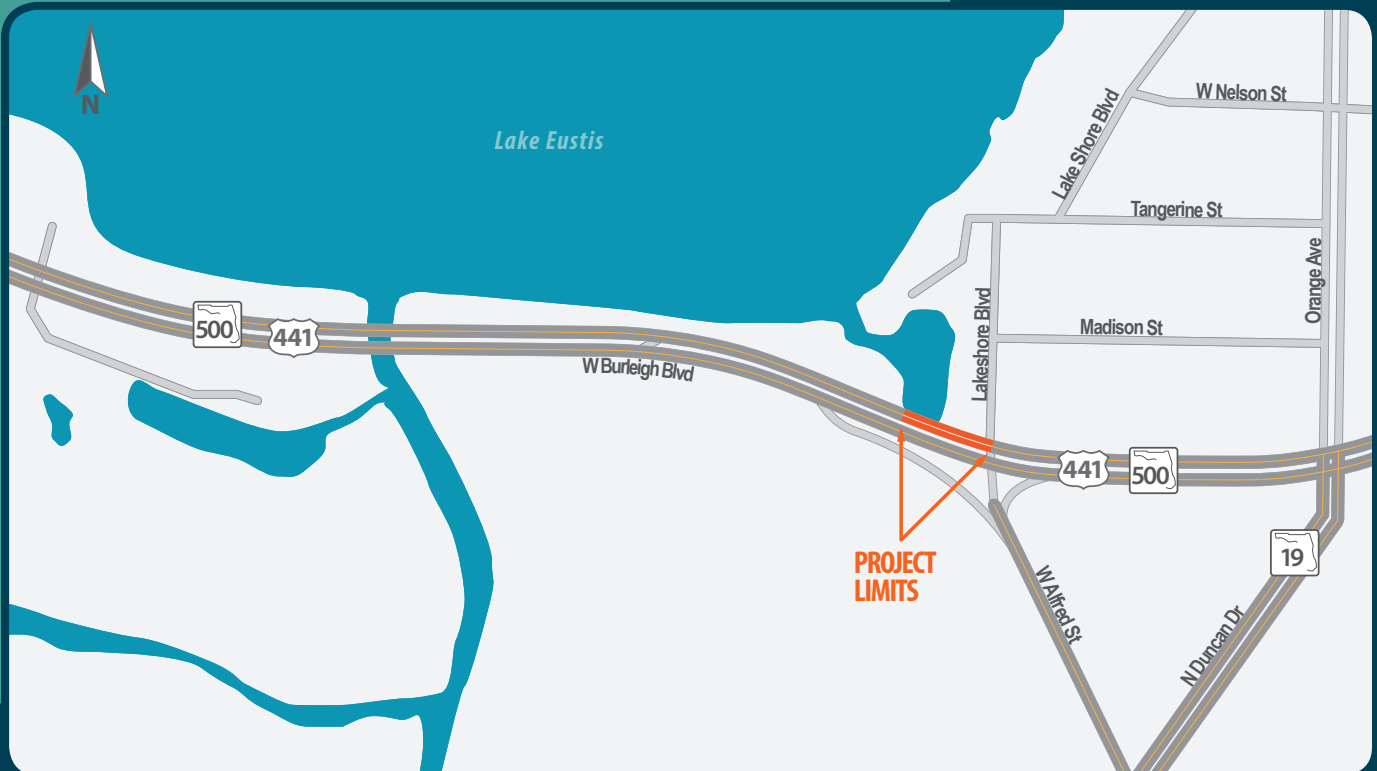 N
Lake Eustis
Lake Shore Blvd
W Nelson St
Tangerine St
Orange Ave
Lakeshore Blvd
Madison St
500
441
W Burleigh Blvd
441
500
PROJECT
LIMITS
19
W Alfred St
N Duncan Dr